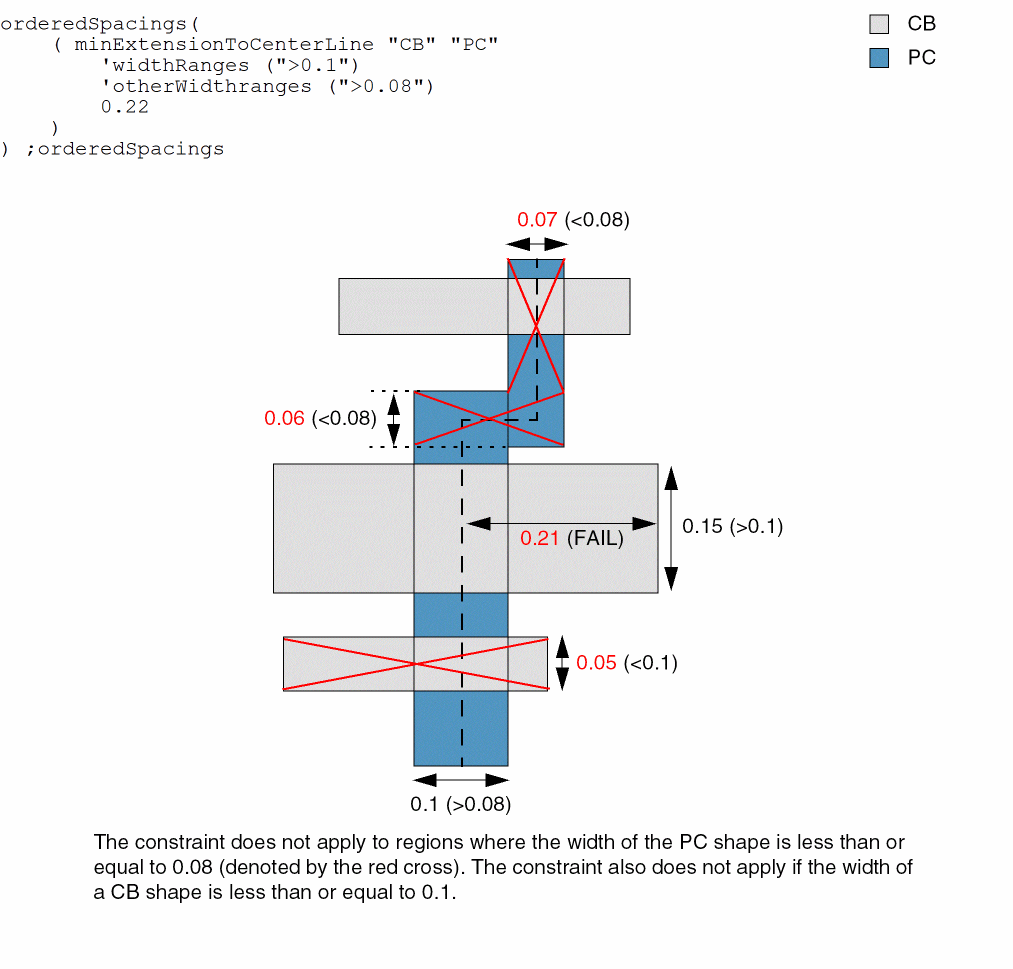 orderedSpacings(
    ( minExtensionToCenterLine "CB" "PC"
        'widthRanges (">0.1")
        'otherWidthranges (">0.08")
        0.22
    )
) ;orderedSpacings
CB
PC
0.07 (<0.08)
0.06 (<0.08)
0.21 (FAIL)
0.15 (>0.1)
0.05 (<0.1)
0.1 (>0.08)
The constraint does not apply to regions where the width of the PC shape is less than or
equal to 0.08 (denoted by the red cross). The constraint also does not apply if the width of
a CB shape is less than or equal to 0.1.